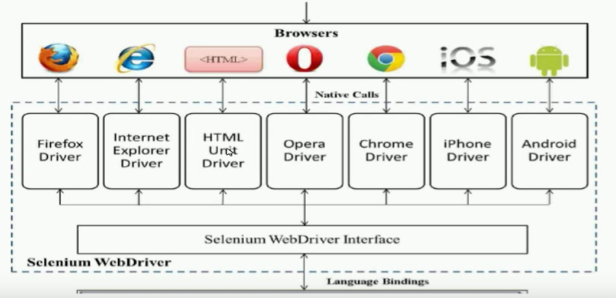 Browsers
<HTML>
iOS
Native Calls
Firefox
Driver
Internet
Explorer
Driver
HTML
Unit
Driver
Opera
Driver
Chrome
Driver
iPhone
Driver
Android
Driver
Selenium WebDriver Interface
Selenium WebDriver
Language Bindings